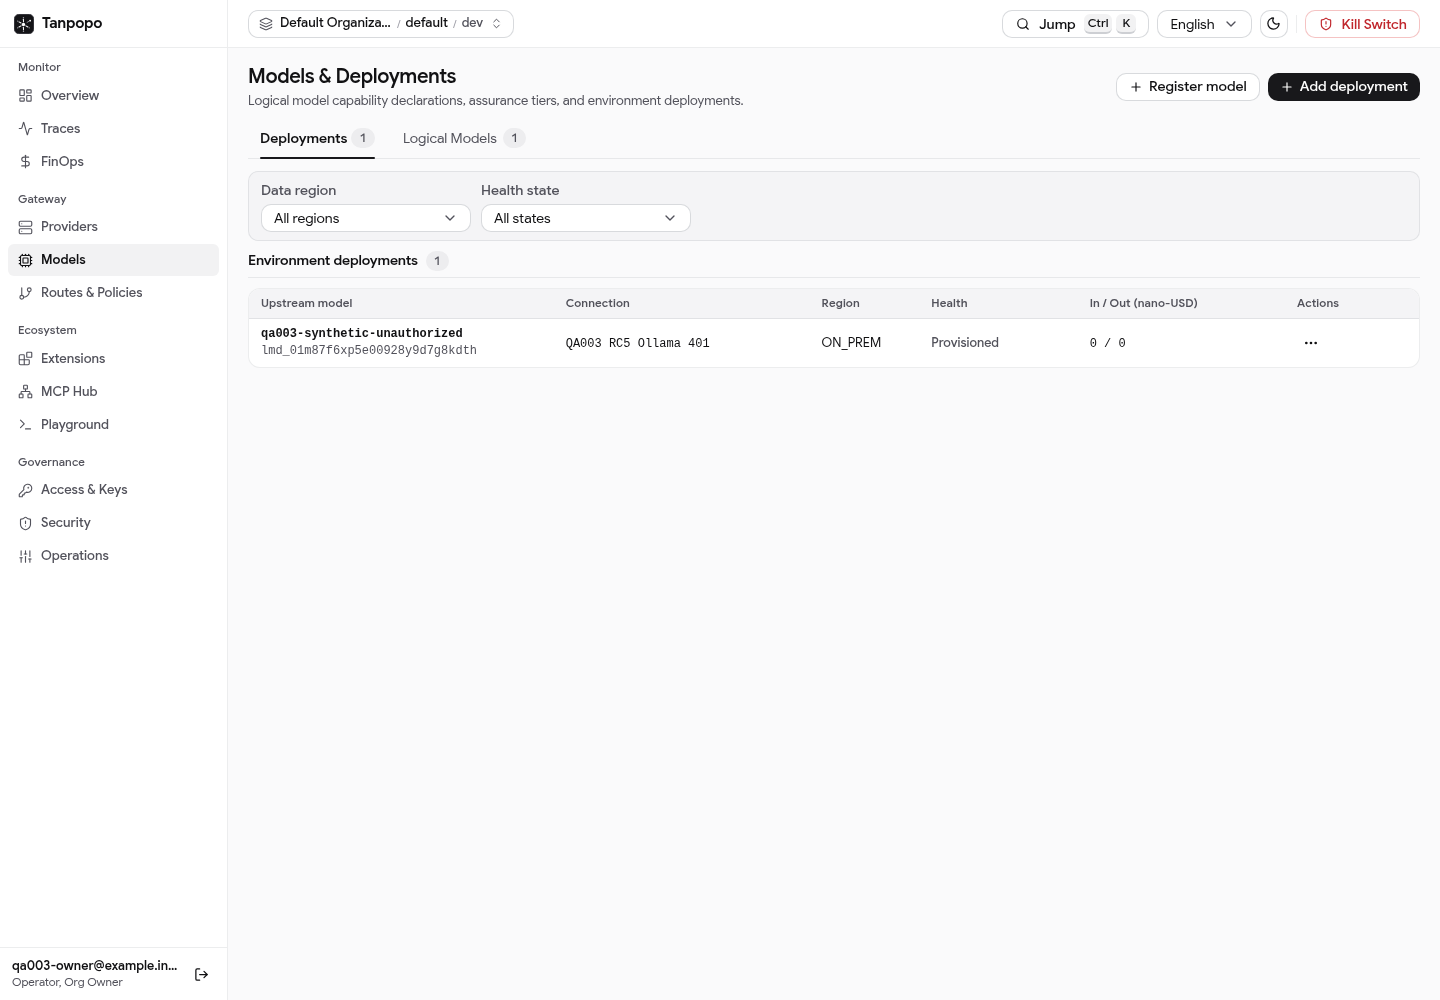 Tanpopo
Default Organiza... / default / dev
Jump Ctrl K
English
Kill Switch
Monitor
Overview
Traces
FinOps
Gateway
Providers
Models
Routes & Policies
Ecosystem
Extensions
MCP Hub
Playground
Governance
Access & Keys
Security
Operations
qa003-owner@example.in...
Operator, Org Owner
Models & Deployments
Logical model capability declarations, assurance tiers, and environment deployments.
Register model
Add deployment
Deployments 1
Logical Models 1
Data region
All regions
Health state
All states
Environment deployments 1
Upstream model Connection Region Health In / Out (nano-USD) Actions
qa003-synthetic-unauthorized
lmd_01m87f6xp5e00928y9d7g8kdth
QA003 RC5 Ollama 401 ON_PREM Provisioned 0 / 0